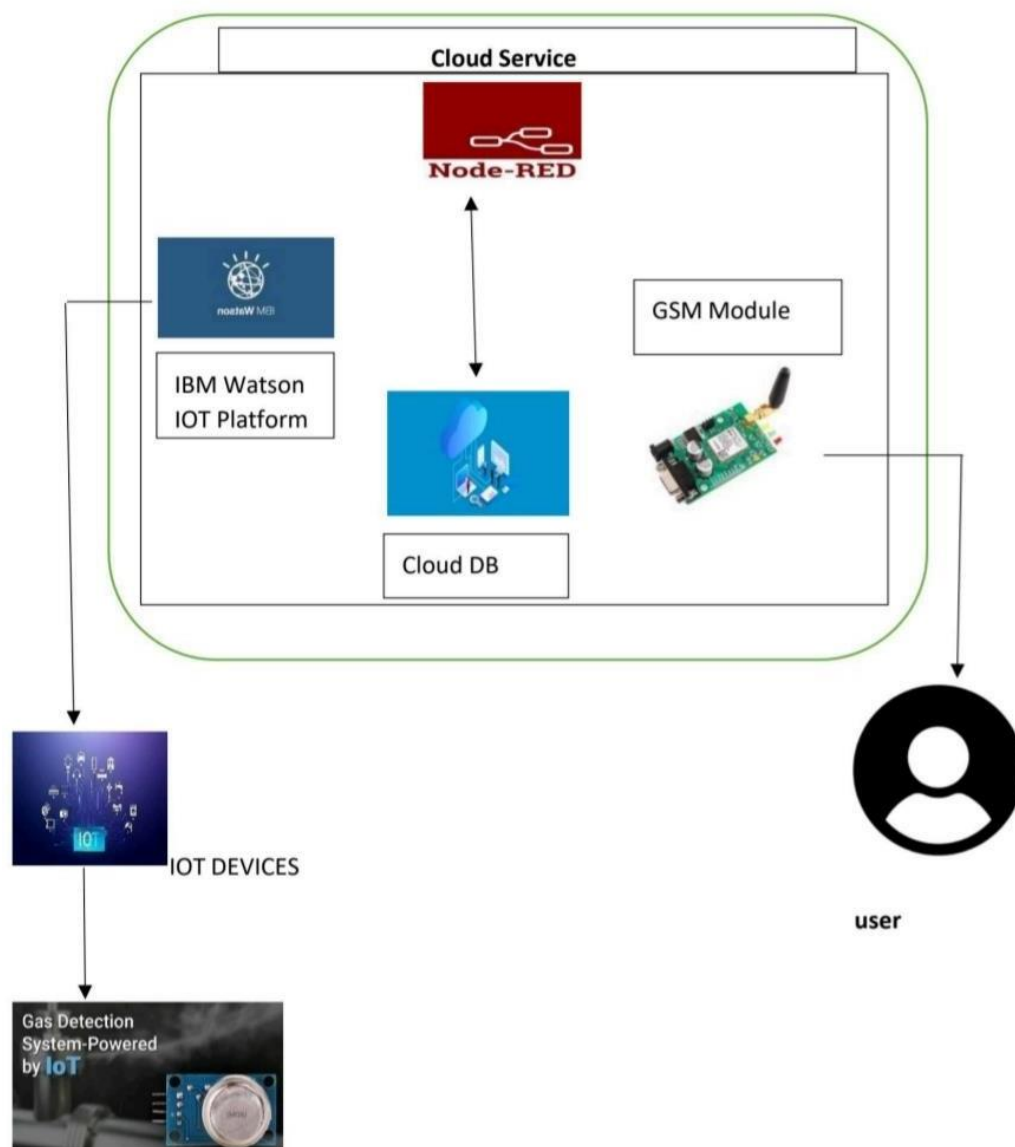 Cloud Service
Node-RED
IBM Watson
IBM Watson
IOT Platform
GSM Module
Cloud DB
IOT
IOT DEVICES
user
Gas Detection
System-Powered
by IoT